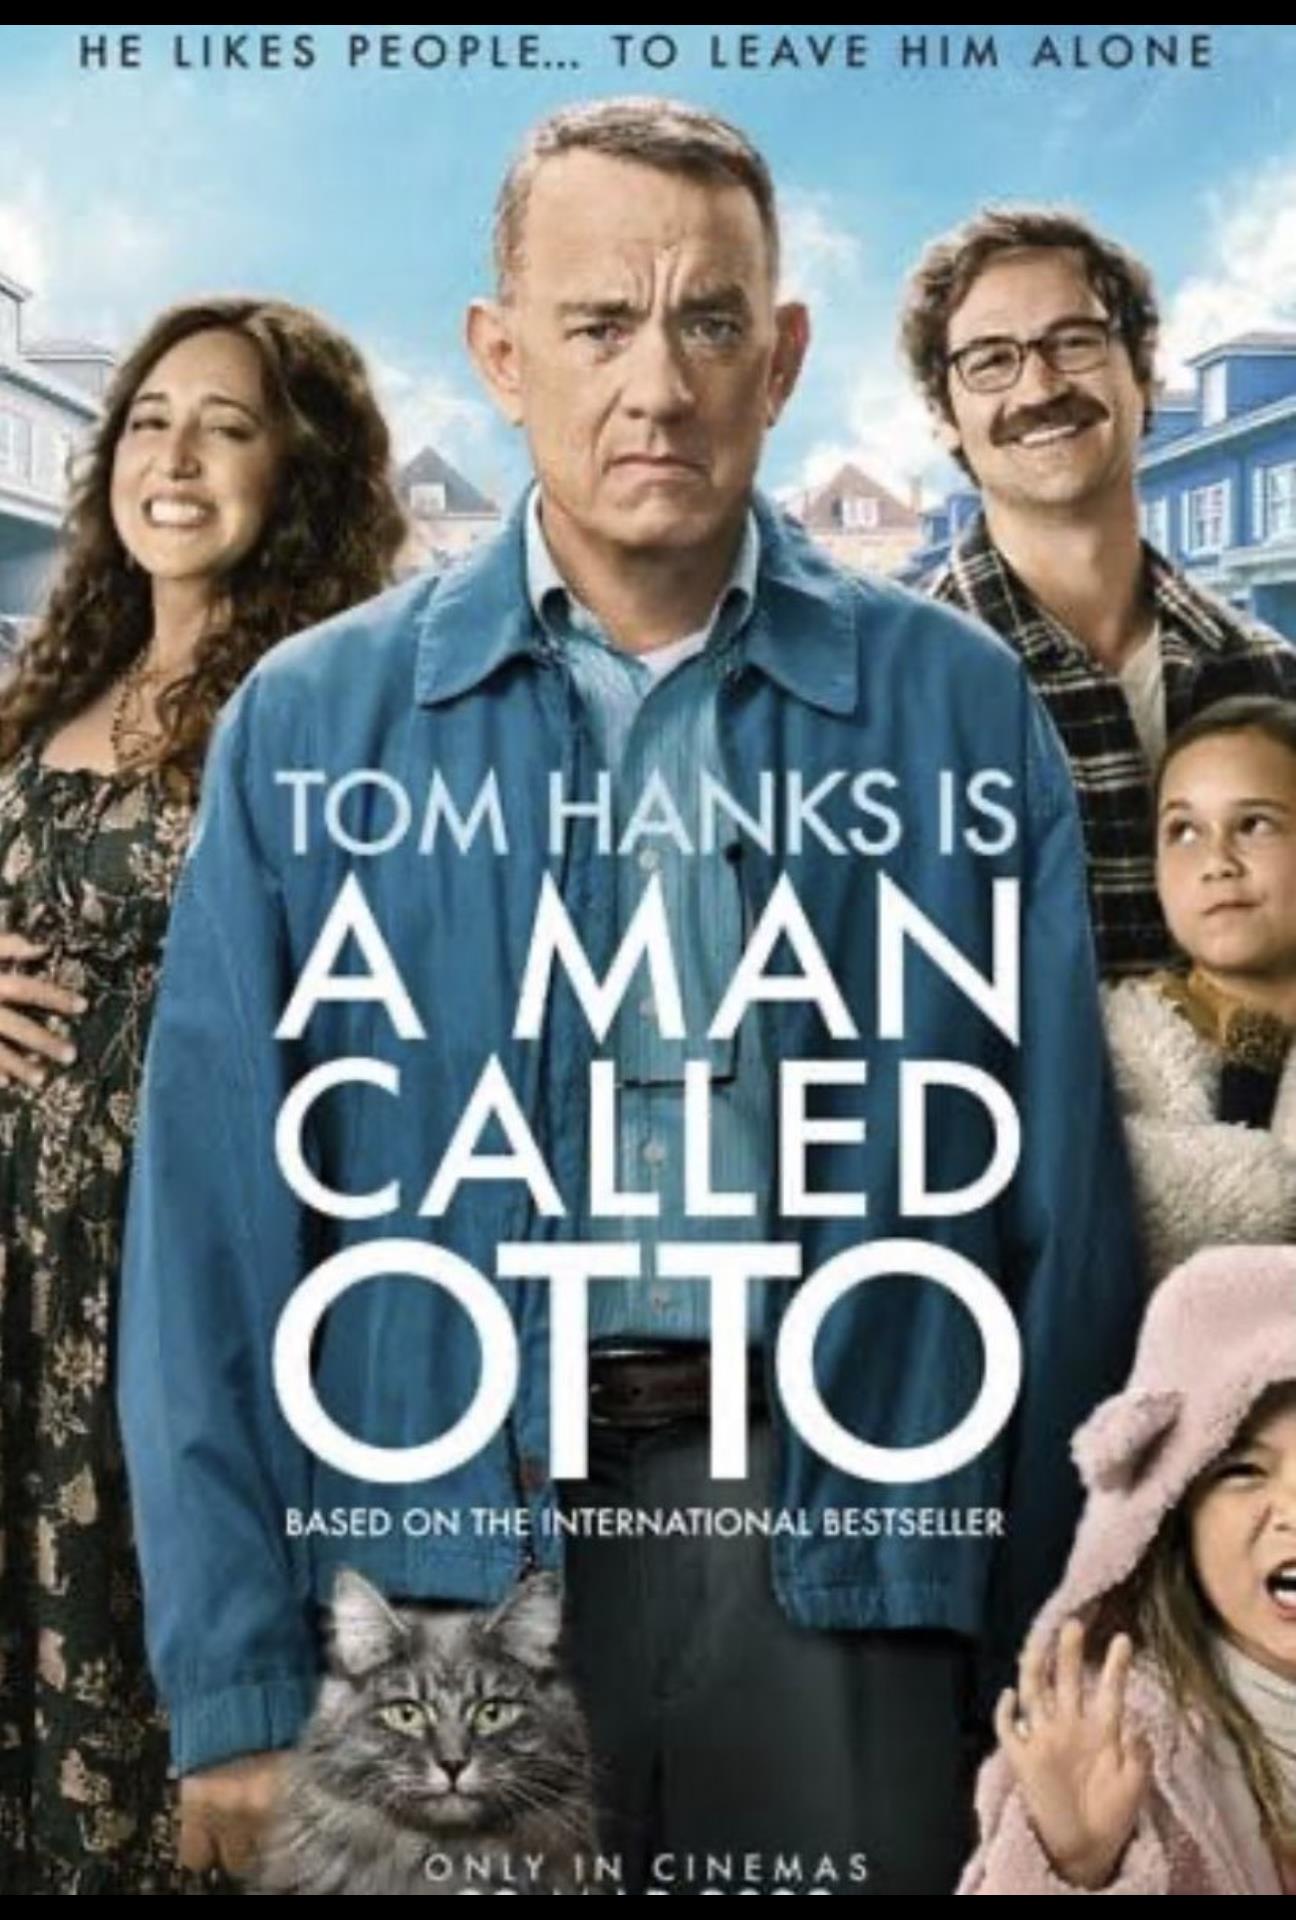 HE LIKES PEOPLE... TO LEAVE HIM ALONE
TOM HANKS IS
A MAN
CALLED
OTTO
BASED ON THE INTERNATIONAL BESTSELLER
ONLY IN CINEMAS